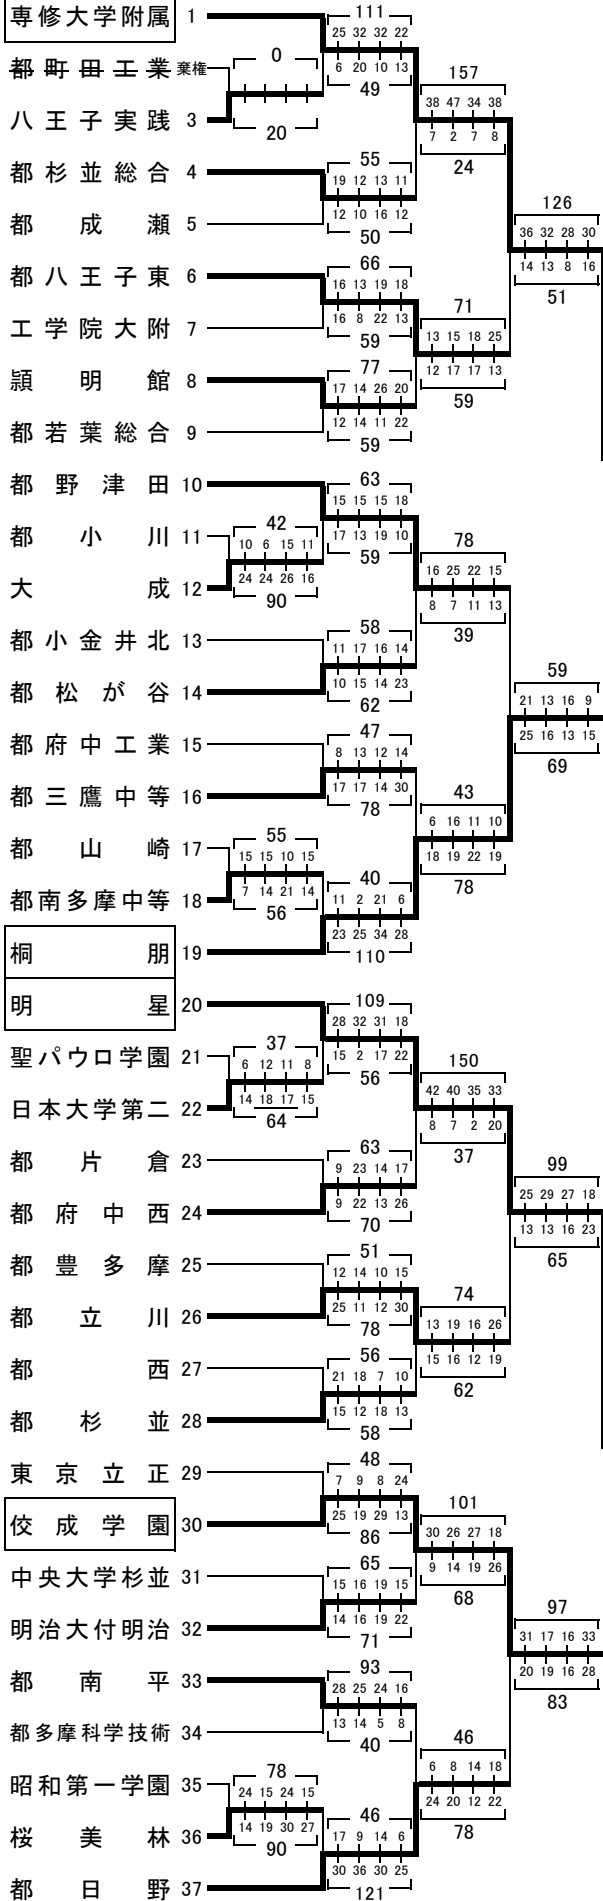 専修大学附属 1
都町田工業 棄権
八王子実践 3
都杉並総合 4
都成瀬 5
都八王子東 6
工学院大附 7
頴明館 8
都若葉総合 9
都野津田 10
都小川 11
大成 12
都小金井北 13
都松が谷 14
都府中工業 15
都三鷹中等 16
都山崎 17
都南多摩中等 18
桐朋 19
明星 20
聖パウロ学園 21
日本大学第二 22
都片倉 23
都府中西 24
都豊多摩 25
都立川 26
都西 27
都杉並 28
東京立正 29
佼成学園 30
中央大学杉並 31
明治大付明治 32
都南平 33
都多摩科学技術 34
昭和第一学園 35
桜美林 36
都日野 37
0
20
42
10 6 15 11
24 24 26 16
90
55
15 15 10 15
7 14 21 14
56
37
6 12 11 8
14 18 17 15
64
78
24 15 24 15
14 19 30 27
90
111
25 32 32 22
6 20 10 13
49
55
19 12 13 11
12 10 16 12
50
66
16 13 19 18
16 8 22 13
59
77
17 14 26 20
12 14 11 22
59
63
15 15 15 18
17 13 19 10
59
58
11 17 16 14
10 15 14 23
62
47
8 13 12 14
17 17 14 30
78
40
11 2 21 6
23 25 34 28
110
109
28 32 31 18
15 2 17 22
56
63
9 23 14 17
9 22 13 26
70
51
12 14 10 15
25 11 12 30
78
56
21 18 7 10
15 12 18 13
58
48
7 9 8 24
25 19 29 13
86
65
15 16 19 15
14 16 19 22
71
93
28 25 24 16
13 14 5 8
40
46
17 9 14 6
30 36 30 25
121
157
38 47 34 38
7 2 7 8
24
71
13 15 18 25
12 17 17 13
59
78
16 25 22 15
8 7 11 13
39
43
6 16 11 10
18 19 22 19
78
150
42 40 35 33
8 7 2 20
37
74
13 19 16 26
15 16 12 19
62
101
30 26 27 18
9 14 19 26
68
46
6 8 14 18
24 20 12 22
78
126
36 32 28 30
14 13 8 16
51
59
21 13 16 9
25 16 13 15
69
99
25 29 27 18
13 13 16 23
65
97
31 17 16 33
20 19 16 28
83